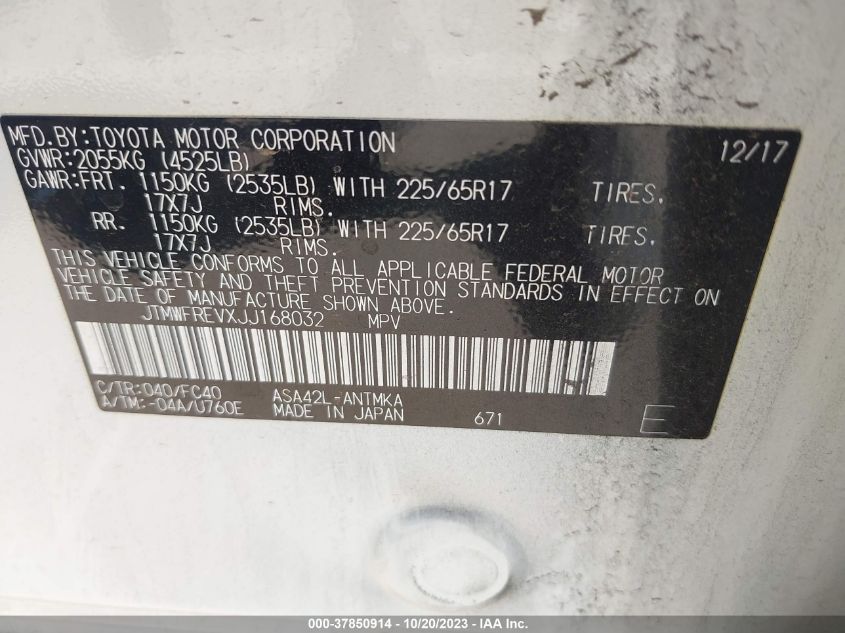 MFD.BY:TOYOTA MOTOR CORPORATION 12/17
GVWR:2055KG (4525LB)
GAWR:FRT. 1150KG (2535LB) WITH 225/65R17 TIRES.
17X7J RIMS.
RR. 1150KG (2535LB) WITH 225/65R17 TIRES.
17X7J RIMS.
THIS VEHICLE CONFORMS TO ALL APPLICABLE FEDERAL MOTOR
VEHICLE SAFETY AND THEFT PREVENTION STANDARDS IN EFFECT ON
THE DATE OF MANUFACTURE SHOWN ABOVE.
JTMWFREVXJJ168032 MPV
C/TR:040/FC40 ASA42L-ANTMKA
A/TM:-04A/U760E MADE IN JAPAN 671 E
000-37850914 - 10/20/2023 - IAA Inc.